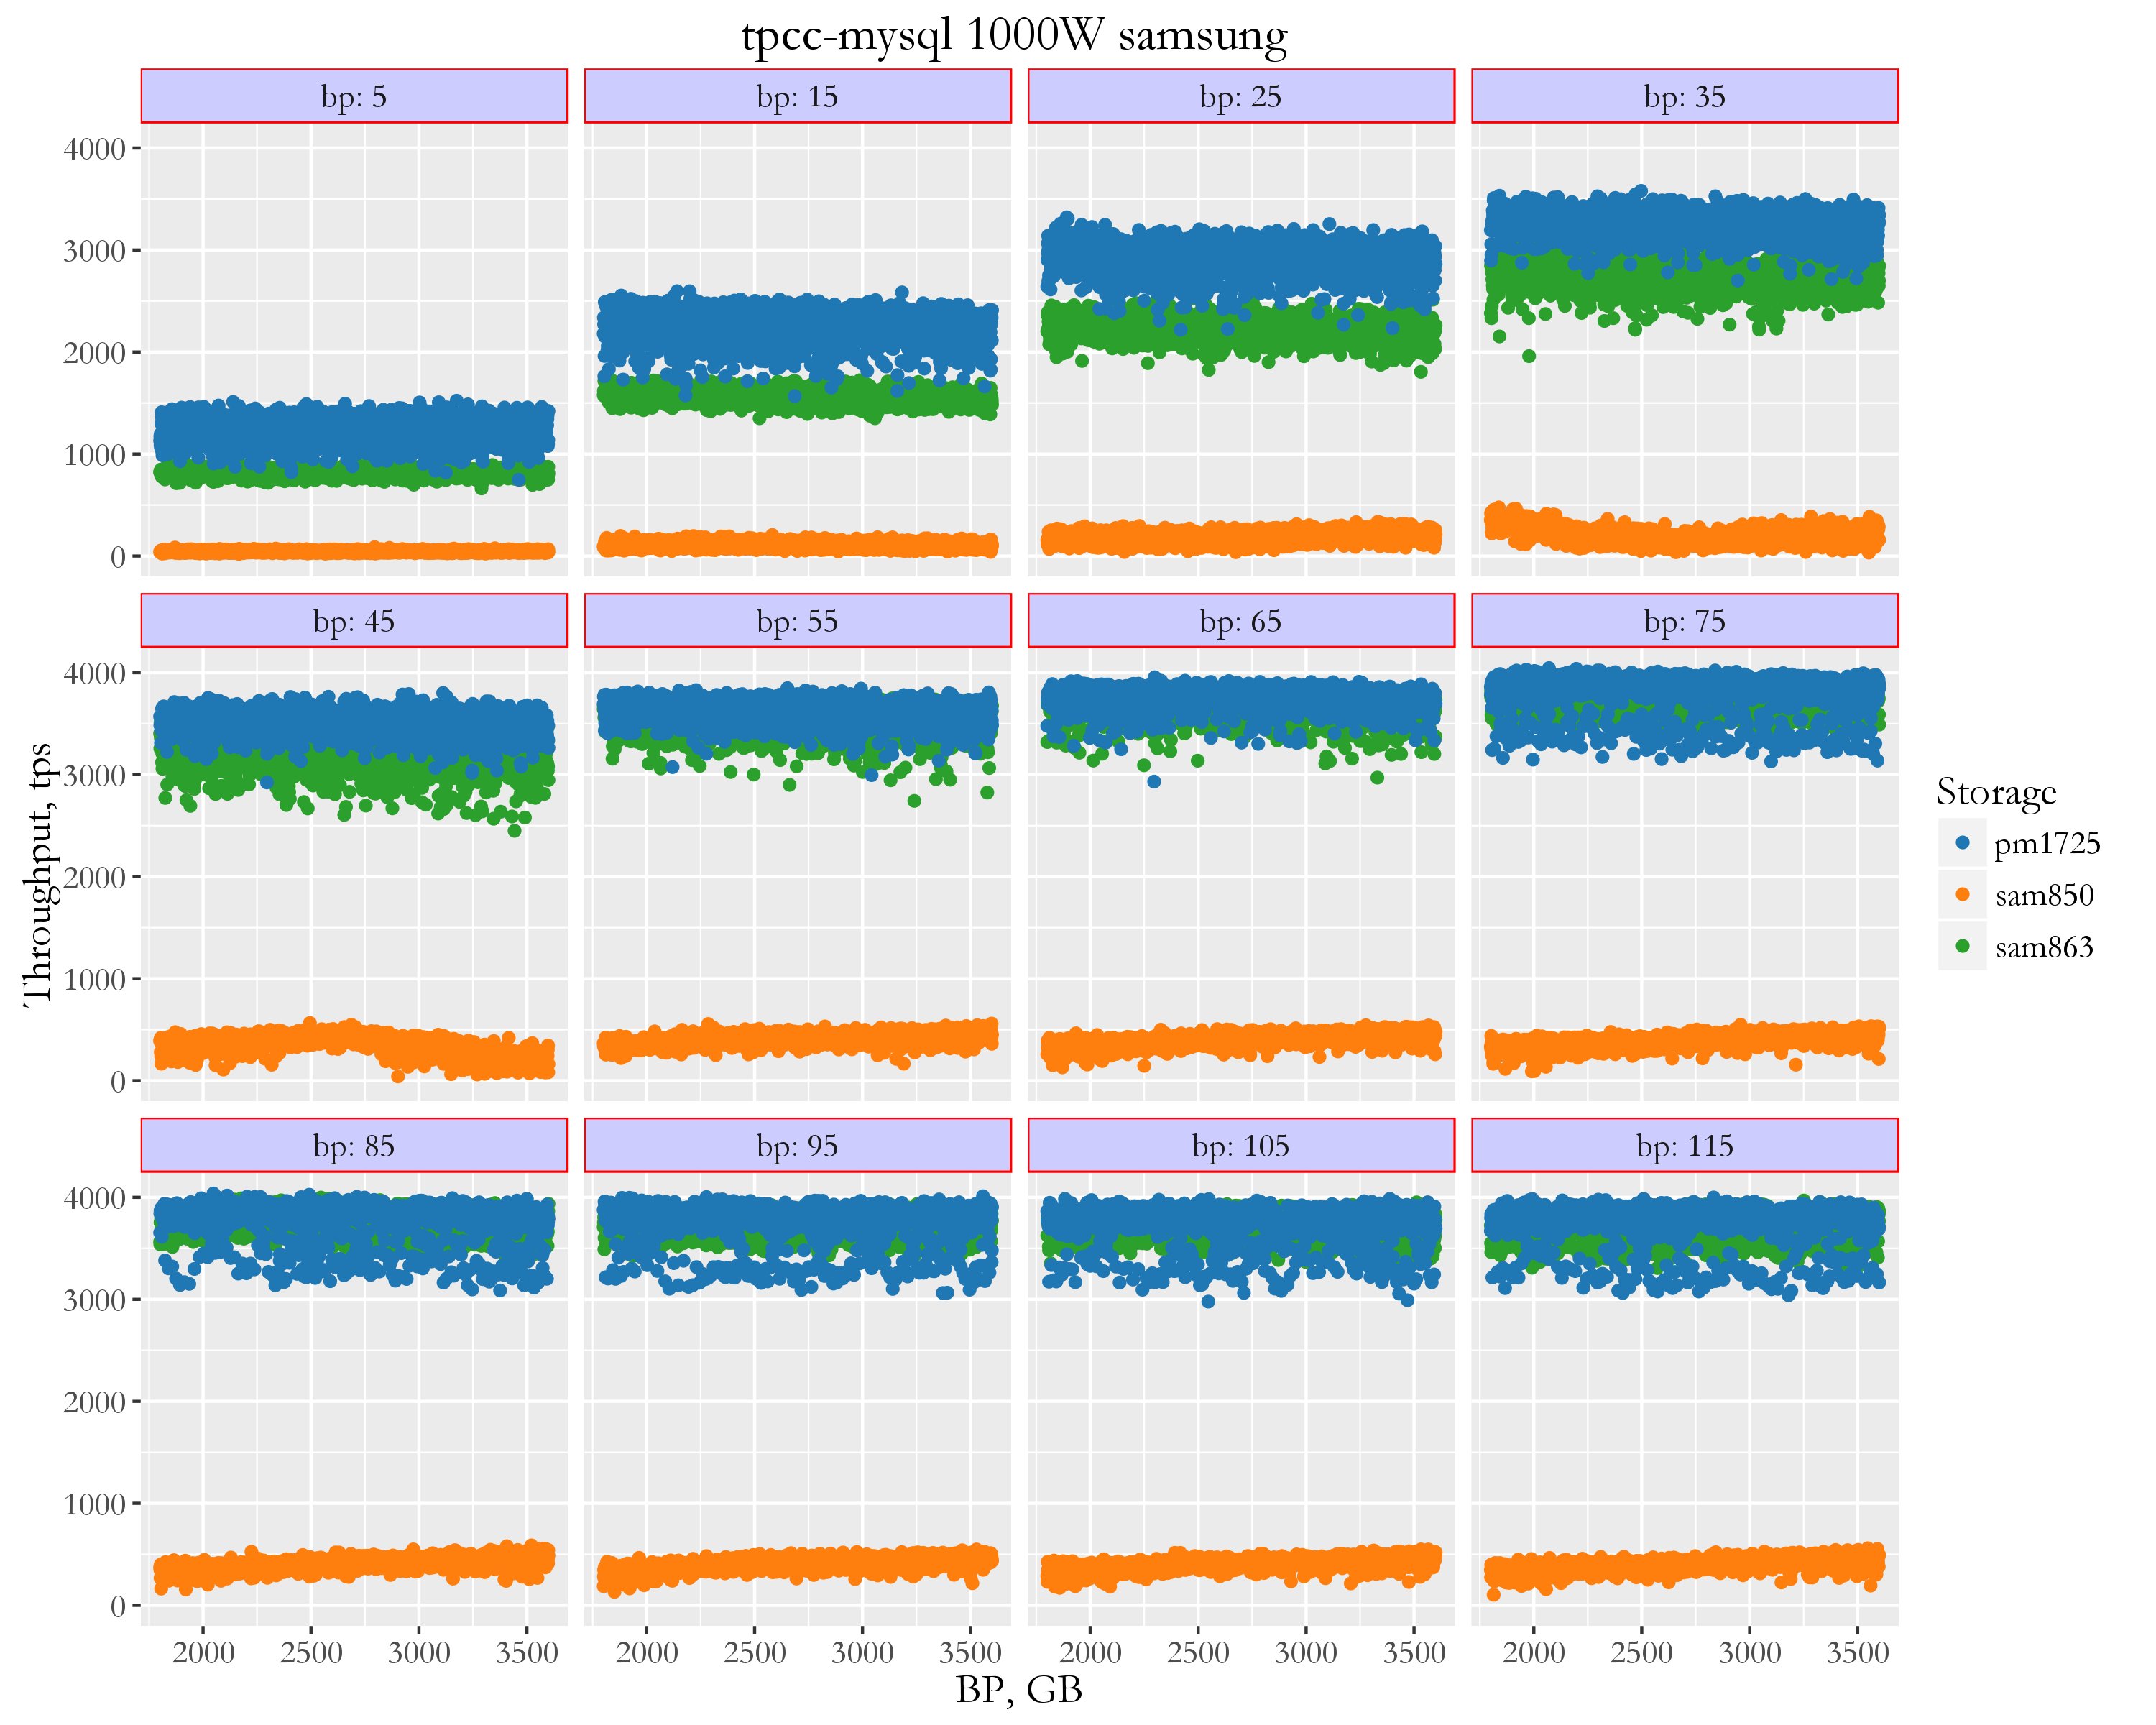 tpcc-mysql 1000W samsung
bp: 5 bp: 15 bp: 25 bp: 35
4000
3000
2000
1000
0
bp: 45 bp: 55 bp: 65 bp: 75
4000
3000
2000
1000
0
bp: 85 bp: 95 bp: 105 bp: 115
4000
3000
2000
1000
0
2000 2500 3000 3500 2000 2500 3000 3500 2000 2500 3000 3500 2000 2500 3000 3500
BP, GB
Throughput, tps
Storage
pm1725
sam850
sam863